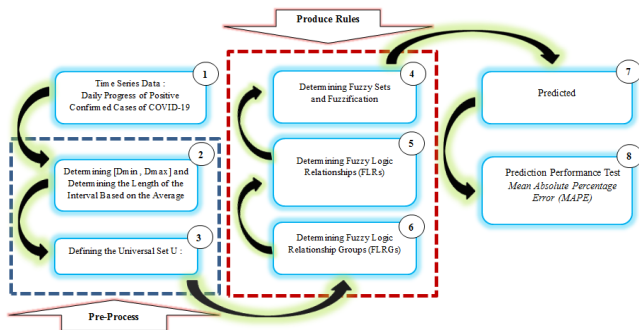 Produce Rules
1
Time Series Data :
Daily Progress of Positive
Confirmed Cases of COVID-19
2
Determining [Dmin , Dmax] and
Determining the Length of the
Interval Based on the Average
3
Defining the Universal Set U :
Pre-Process
4
Determining Fuzzy Sets
and Fuzzification
5
Determining Fuzzy Logic
Relationships (FLRs)
6
Determining Fuzzy Logic
Relationship Groups (FLRGs)
7
Predicted
8
Prediction Performance Test
Mean Absolute Percentage
Error (MAPE)